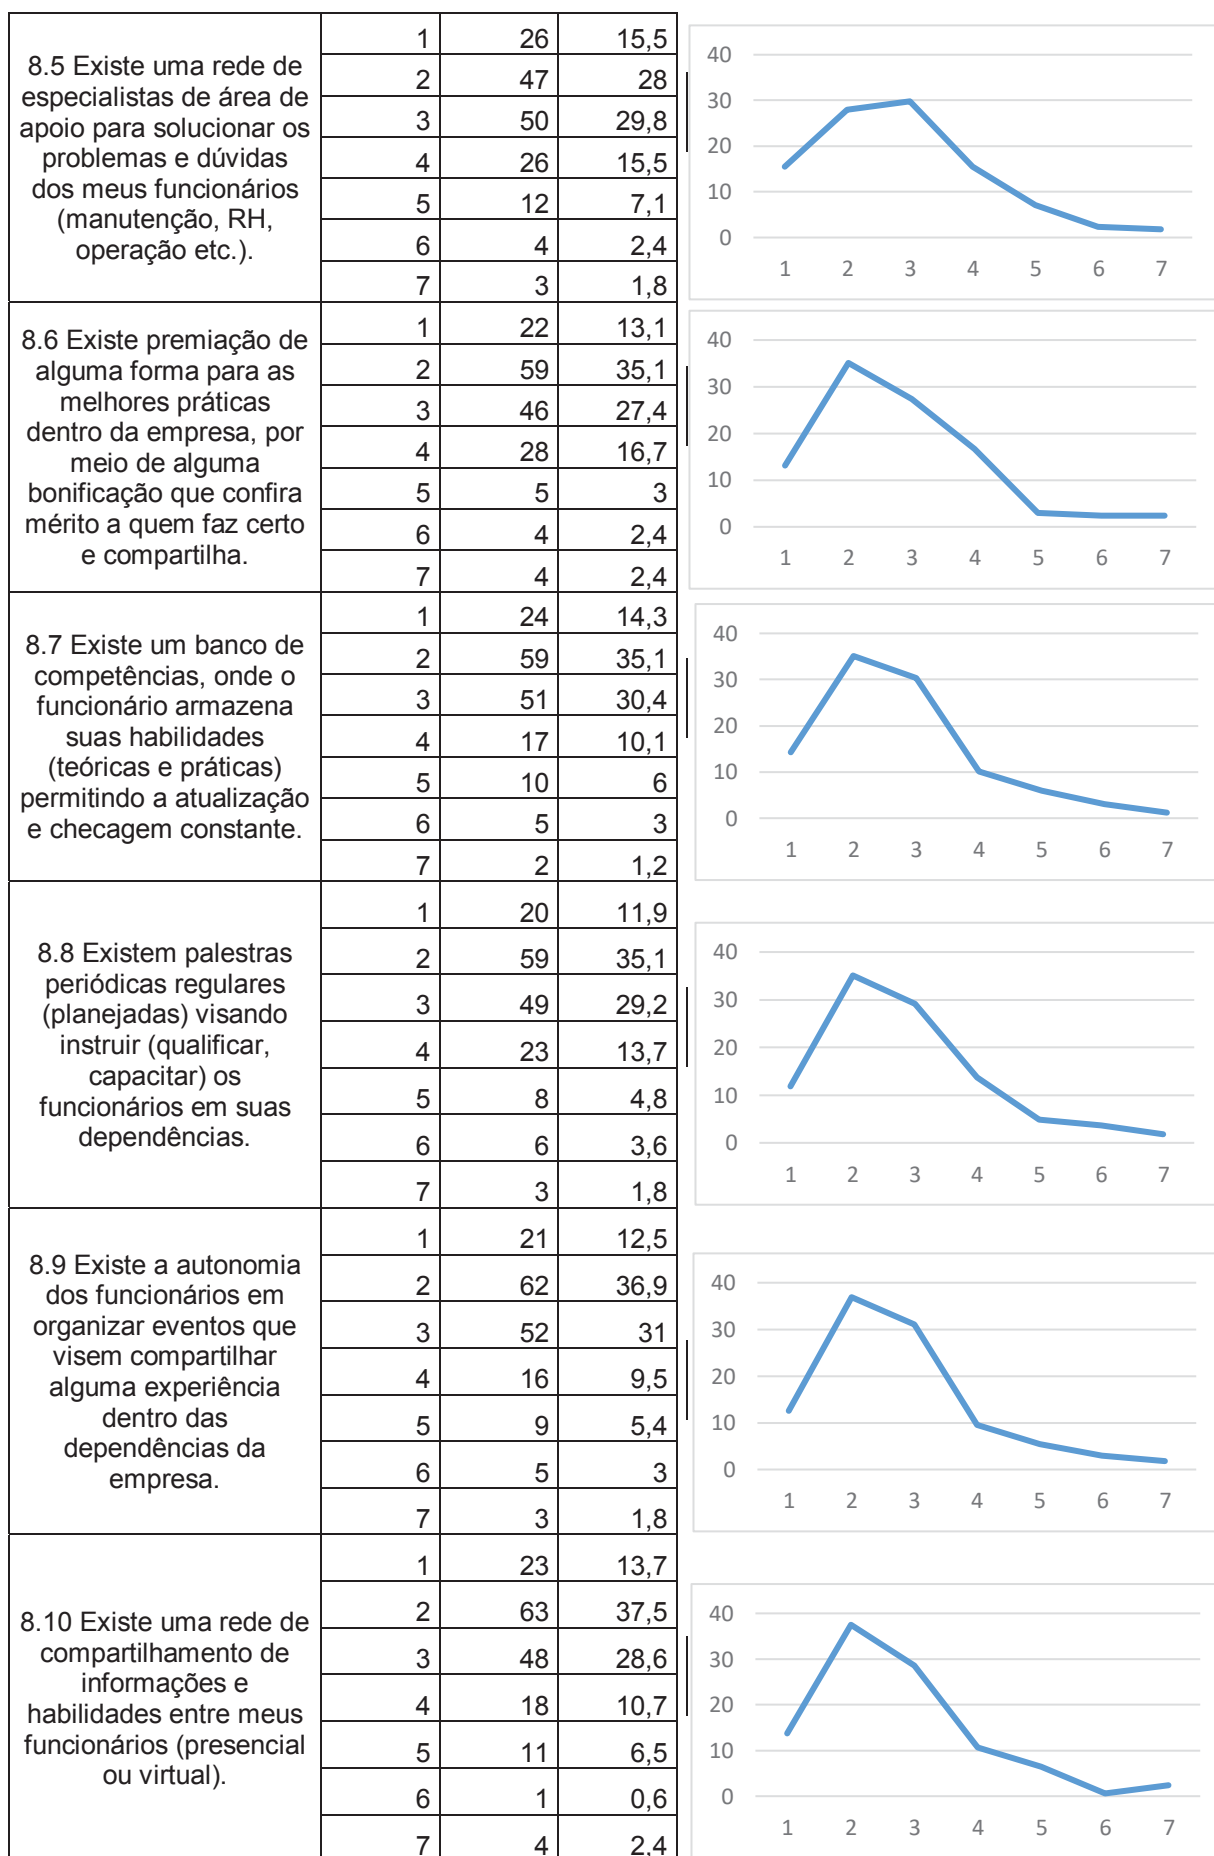 8.5 Existe uma rede de
especialistas de área de
apoio para solucionar os
problemas e dúvidas
dos meus funcionários
(manutenção, RH,
operação etc.).
1 26 15,5
2 47 28
3 50 29,8
4 26 15,5
5 12 7,1
6 4 2,4
7 3 1,8
40
30
20
10
0
1 2 3 4 5 6 7
8.6 Existe premiação de
alguma forma para as
melhores práticas
dentro da empresa, por
meio de alguma
bonificação que confira
mérito a quem faz certo
e compartilha.
1 22 13,1
2 59 35,1
3 46 27,4
4 28 16,7
5 5 3
6 4 2,4
7 4 2,4
40
30
20
10
0
1 2 3 4 5 6 7
8.7 Existe um banco de
competências, onde o
funcionário armazena
suas habilidades
(teóricas e práticas)
permitindo a atualização
e checagem constante.
1 24 14,3
2 59 35,1
3 51 30,4
4 17 10,1
5 10 6
6 5 3
7 2 1,2
40
30
20
10
0
1 2 3 4 5 6 7
8.8 Existem palestras
periódicas regulares
(planejadas) visando
instruir (qualificar,
capacitar) os
funcionários em suas
dependências.
1 20 11,9
2 59 35,1
3 49 29,2
4 23 13,7
5 8 4,8
6 6 3,6
7 3 1,8
40
30
20
10
0
1 2 3 4 5 6 7
8.9 Existe a autonomia
dos funcionários em
organizar eventos que
visem compartilhar
alguma experiência
dentro das
dependências da
empresa.
1 21 12,5
2 62 36,9
3 52 31
4 16 9,5
5 9 5,4
6 5 3
7 3 1,8
40
30
20
10
0
1 2 3 4 5 6 7
8.10 Existe uma rede de
compartilhamento de
informações e
habilidades entre meus
funcionários (presencial
ou virtual).
1 23 13,7
2 63 37,5
3 48 28,6
4 18 10,7
5 11 6,5
6 1 0,6
7 4 2,4
40
30
20
10
0
1 2 3 4 5 6 7